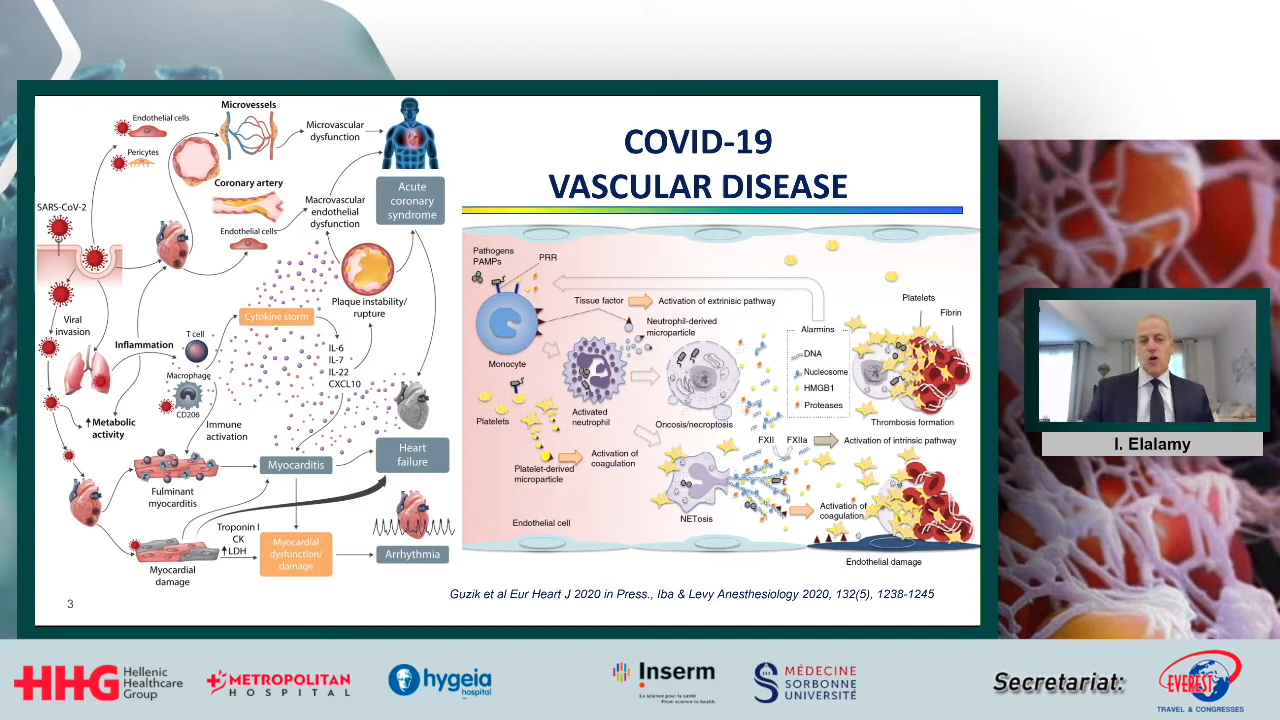 COVID-19
VASCULAR DISEASE
Microvessels
Endothelial cells
Pericytes
Microvascular
dysfunction
Coronary artery
SARS-CoV-2
Macrovascular
endothelial
dysfunction
Acute
coronary
syndrome
Endothelial cells
Plaque instability/
rupture
Cytokine storm
Viral
invasion
Inflammation
T cell
Macrophage
CD206
IL-6
IL-7
IL-22
CXCL10
↑Metabolic
activity
Immune
activation
Heart
failure
Myocarditis
Fulminant
myocarditis
Troponin I
CK
↑LDH
Myocardial
dysfunction/
damage
Arrhythmia
Myocardial
damage
3
Pathogens
PAMPs
PRR
Tissue factor
Activation of extrinisic pathway
Neutrophil-derived
microparticle
Monocyte
Platelets
Activated
neutrophil
Oncosis/necroptosis
Alarmins
DNA
Nucleosome
HMGB1
Proteases
Platelets
Fibrin
Thrombosis formation
Platelet-derived
microparticle
Activation of
coagulation
FXII
FXIIa
Activation of intrinsic pathway
NETosis
Activation of
coagulation
Endothelial cell
Endothelial damage
Guzik et al Eur Heart J 2020 in Press., Iba & Levy Anesthesiology 2020, 132(5), 1238-1245
I. Elalamy
HHG
Hellenic
Healthcare
Group
METROPOLITAN
HOSPITAL
hygeia
hospital
Inserm
La science pour la santé
From science to health
MÉDECINE
SORBONNE
UNIVERSITÉ
Secretariat:
EVEREST
TRAVEL & CONGRESSES